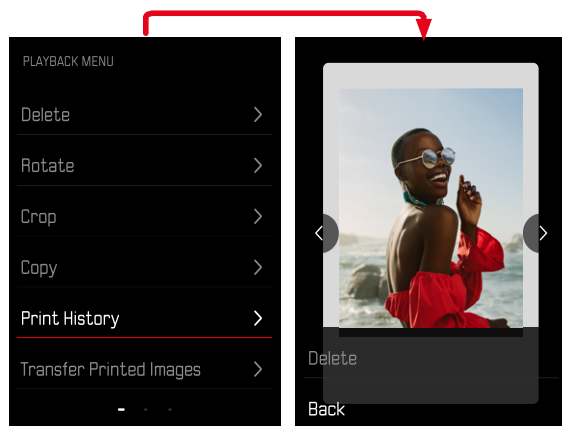 PLAYBACK MENU
Delete
Rotate
Crop
Copy
Print History
Transfer Printed Images
Delete
Back